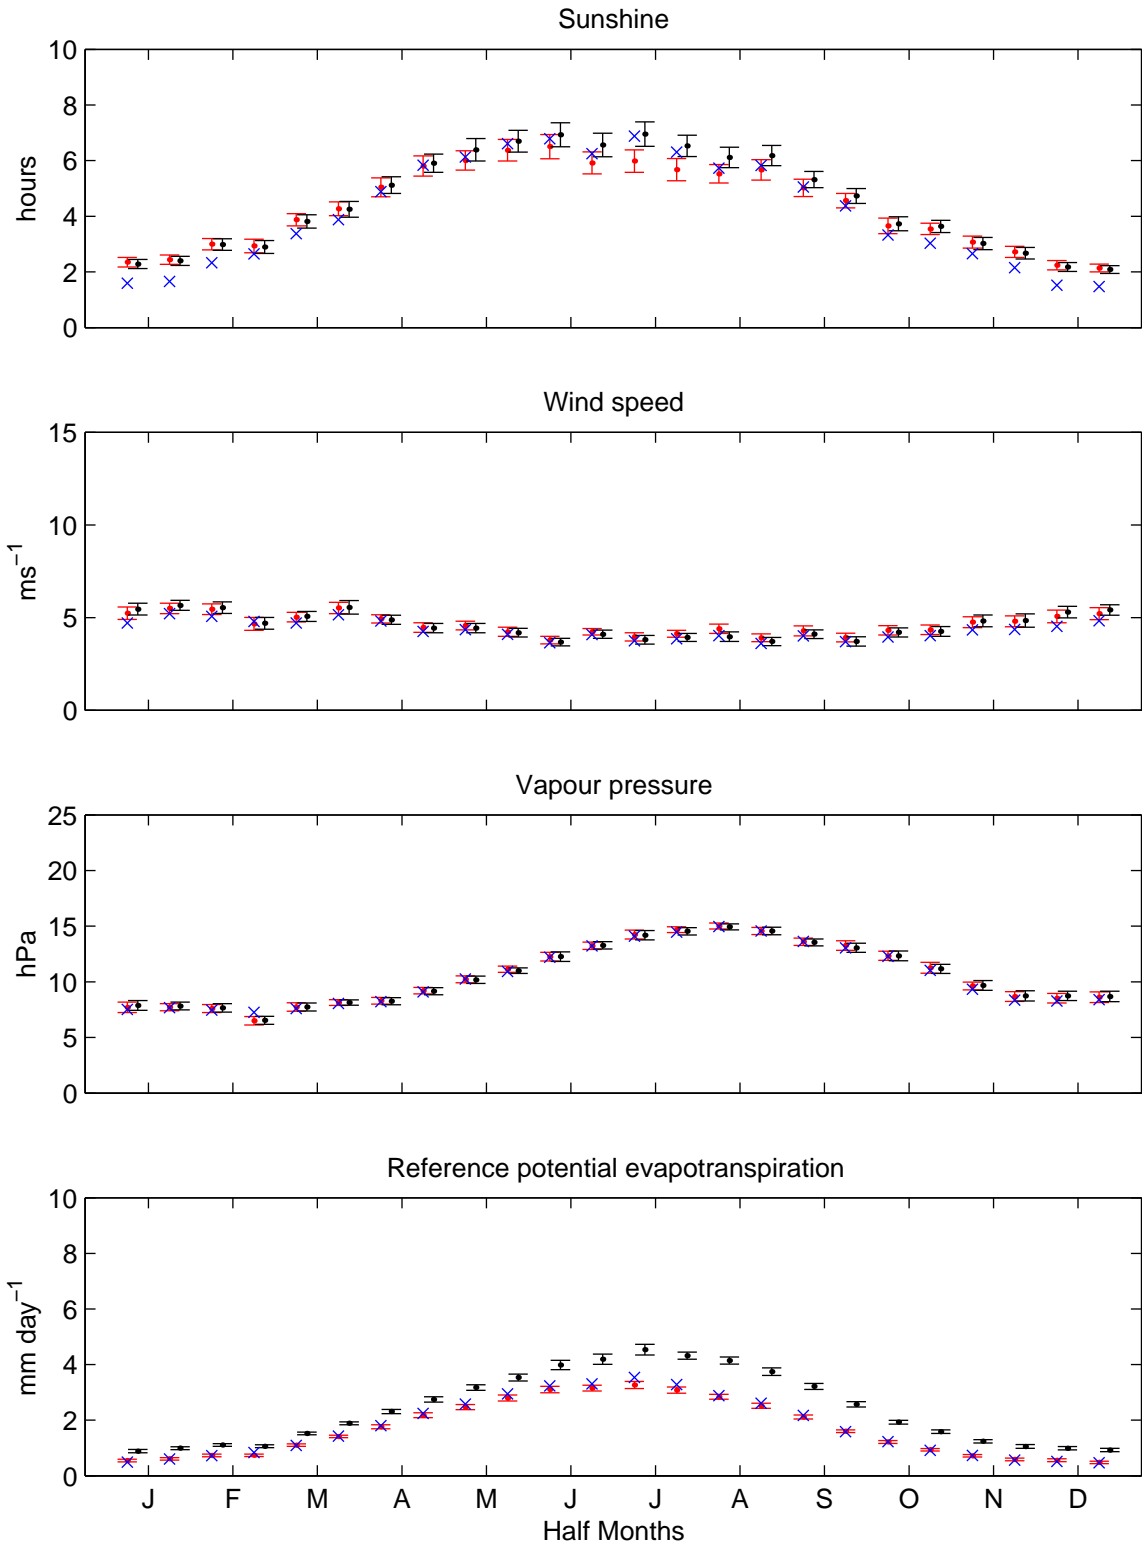 Sunshine
10
8
6
4
2
0
hours
Wind speed
15
10
5
0
ms⁻¹
Vapour pressure
25
20
15
10
5
0
hPa
Reference potential evapotranspiration
10
8
6
4
2
0
mm day⁻¹
J F M A M J J A S O N D
Half Months